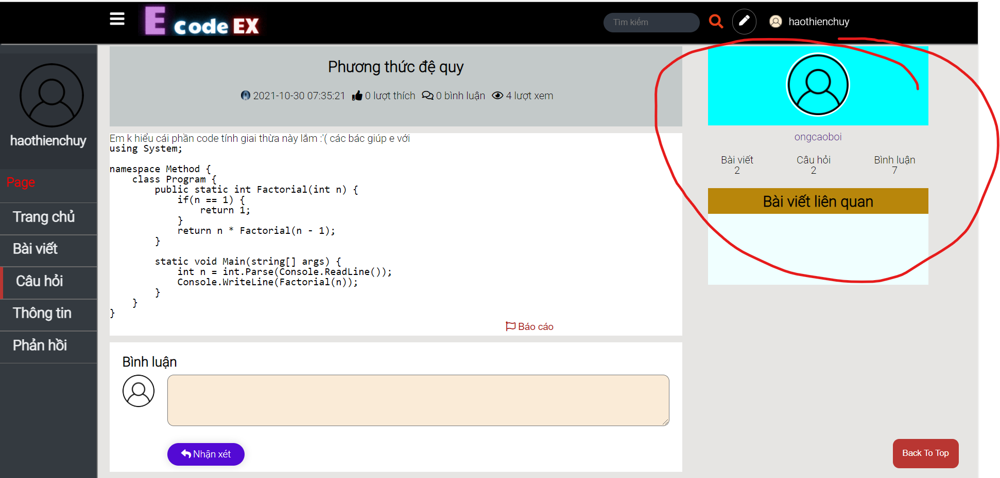 E code EX
Tìm kiếm
haothienchuy
haothienchuy
Page
Trang chủ
Bài viết
Câu hỏi
Thông tin
Phản hồi
Phương thức đệ quy
2021-10-30 07:35:21 0 lượt thích 0 bình luận 4 lượt xem
Em k hiểu cái phần code tính giai thừa này lắm :'( các bác giúp e với
using System;
namespace Method {
    class Program {
        public static int Factorial(int n) {
            if(n == 1) {
                return 1;
            }
            return n * Factorial(n - 1);
        }
        static void Main(string[] args) {
            int n = int.Parse(Console.ReadLine());
            Console.WriteLine(Factorial(n));
        }
    }
}
Báo cáo
Bình luận
Nhận xét
ongcaoboi
Bài viết Câu hỏi Bình luận
2 2 7
Bài viết liên quan
Back To Top